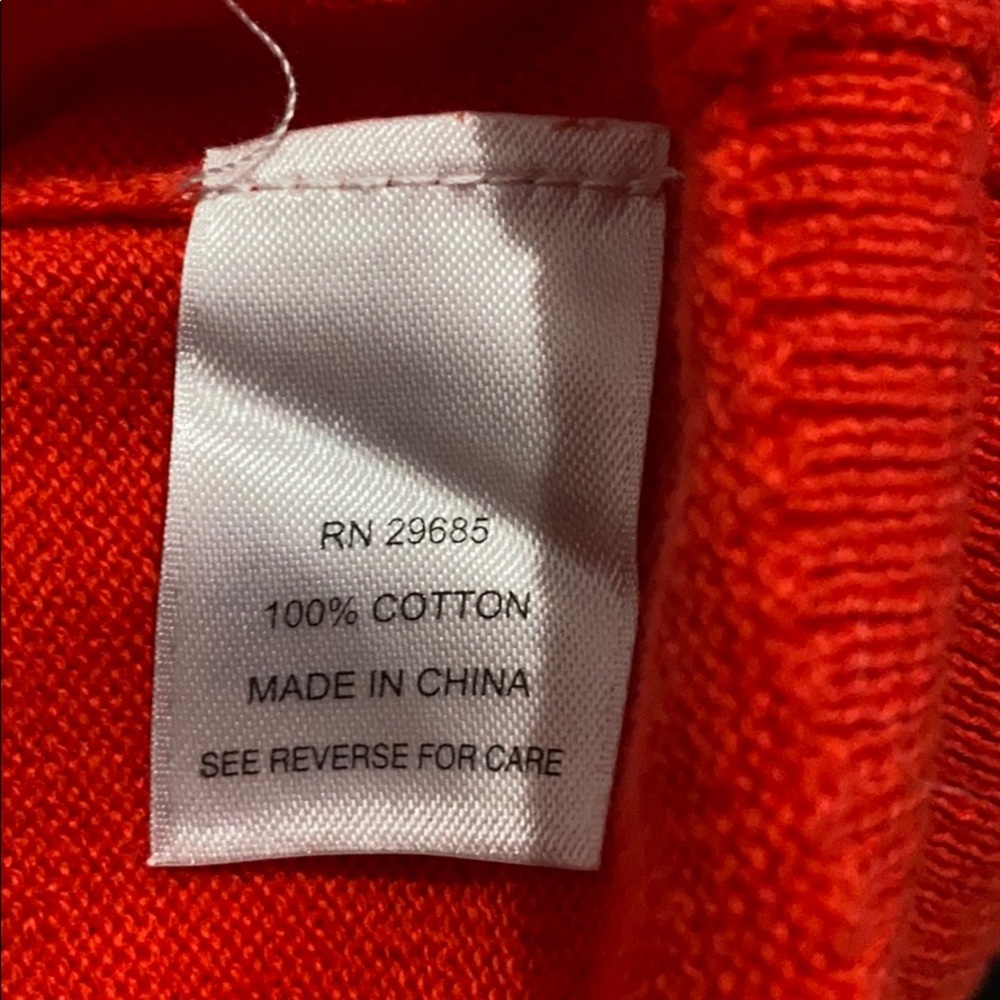 RN 29685
100% COTTON
MADE IN CHINA
SEE REVERSE FOR CARE